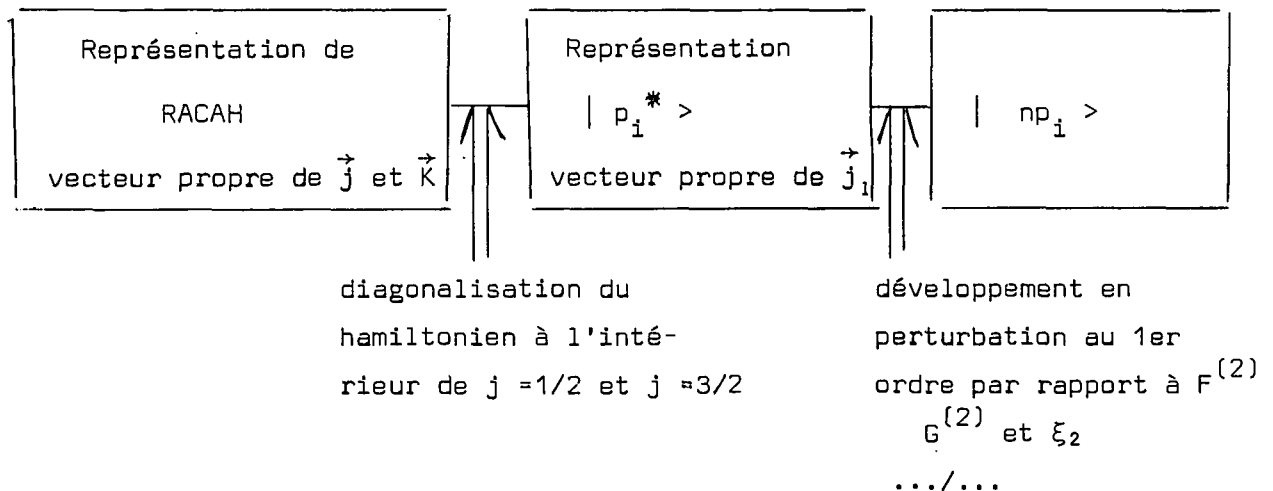 Représentation de
RACAH
vecteur propre de j⃗ et K⃗
Représentation
| p_i^* >
vecteur propre de j⃗₁
| np_i >
diagonalisation du
hamiltonien à l'inté-
rieur de j =1/2 et j =3/2
développement en
perturbation au 1er
ordre par rapport à F^(2)
G^(2) et ξ₂
.../...